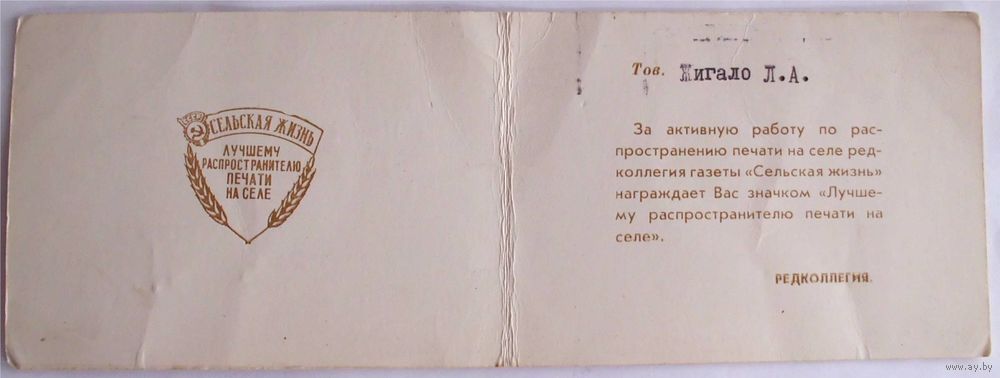 СССР
СЕЛЬСКАЯ ЖИЗНЬ
ЛУЧШЕМУ
РАСПРОСТРАНИТЕЛЮ
ПЕЧАТИ
НА СЕЛЕ
Тов. Жигало Л.А.
За активную работу по рас-
пространению печати на селе ред-
коллегия газеты «Сельская жизнь»
награждает Вас значком «Лучше-
му распространителю печати на
селе».
РЕДКОЛЛЕГИЯ.
www.ay.by